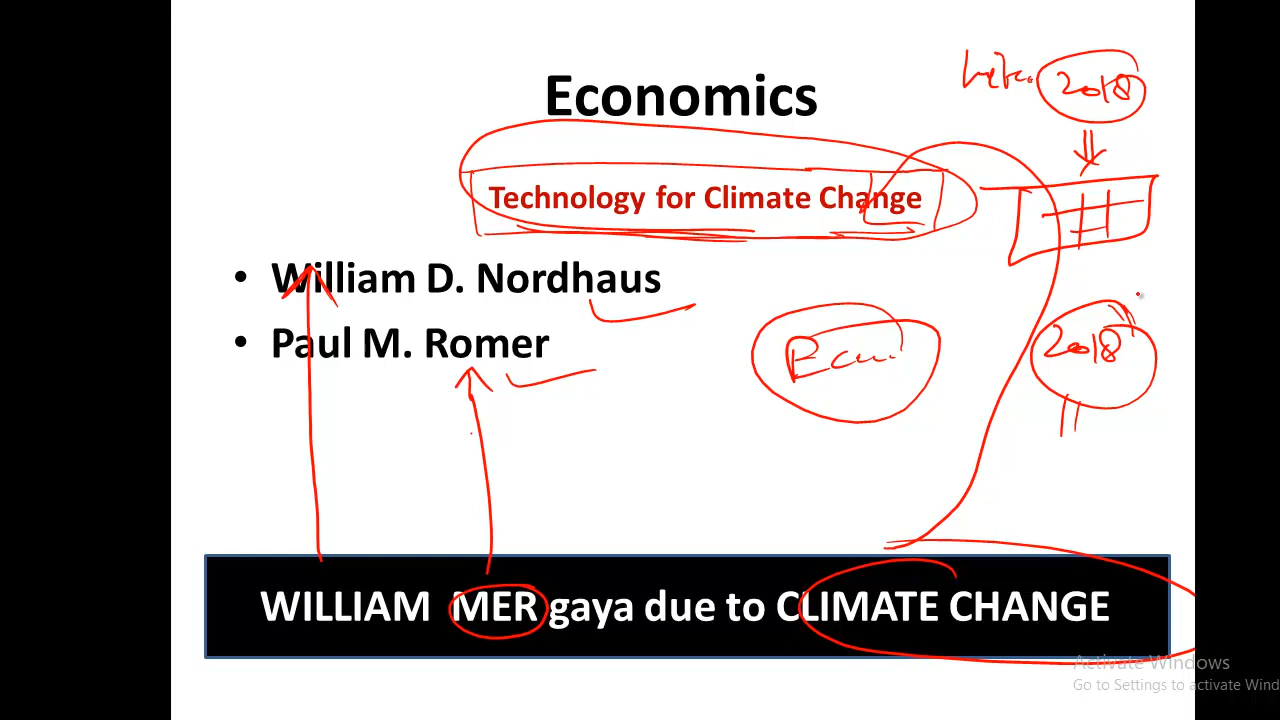 Economics
2018
Technology for Climate Change
• William D. Nordhaus
• Paul M. Romer
2018
WILLIAM MER gaya due to CLIMATE CHANGE
Activate Windows
Go to Settings to activate Wind